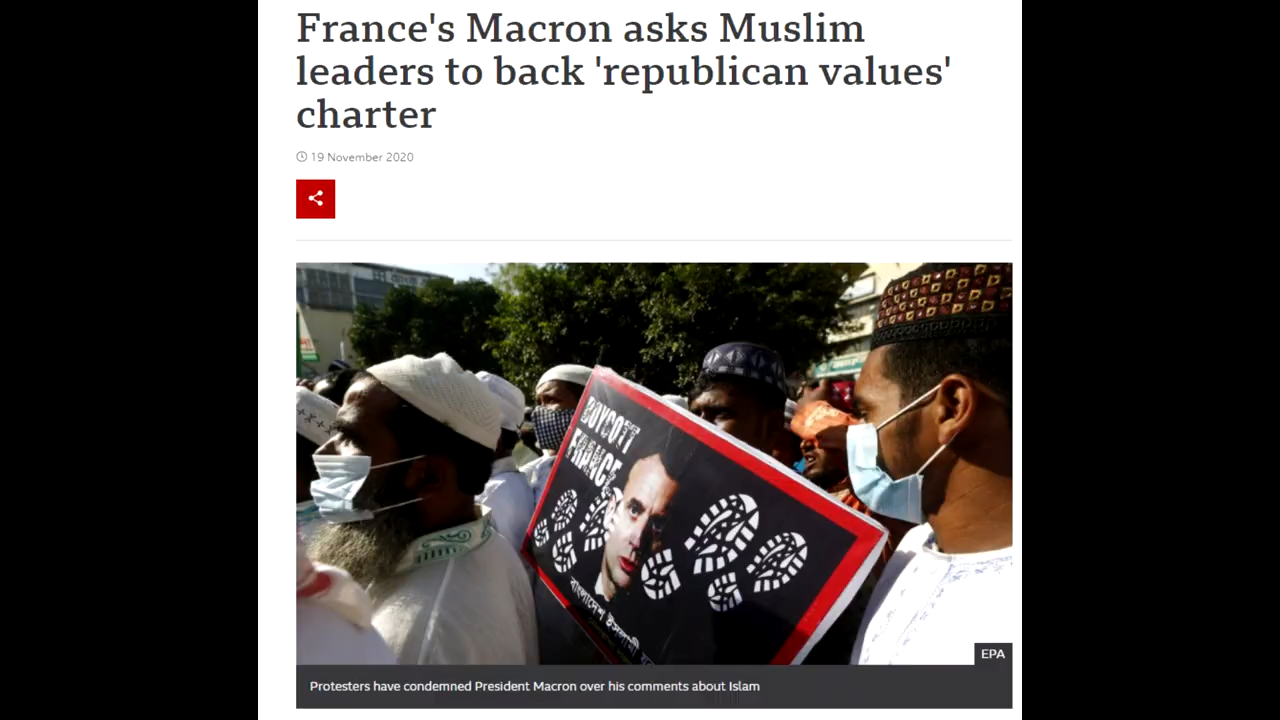 France's Macron asks Muslim
leaders to back 'republican values'
charter
19 November 2020
BOYCOTT
FRANCE
বাংলাদেশ ইসলামী
EPA
Protesters have condemned President Macron over his comments about Islam